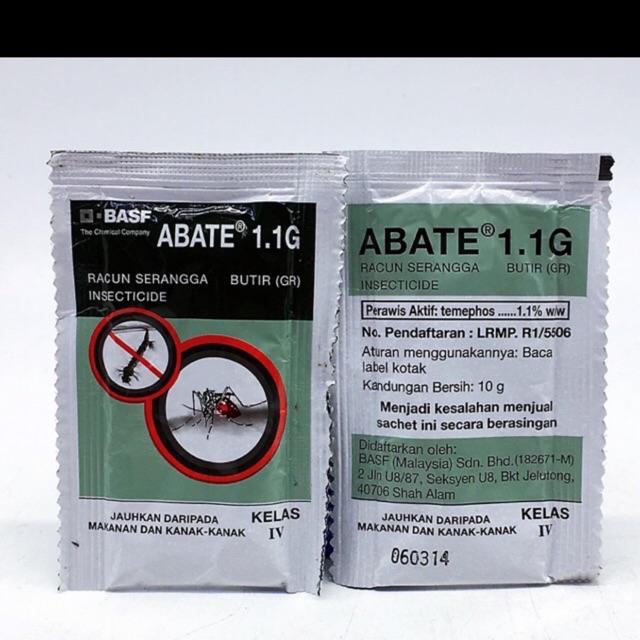 BASF
The Chemical Company
ABATE® 1.1G
RACUN SERANGGA BUTIR (GR)
INSECTICIDE
JAUHKAN DARIPADA
MAKANAN DAN KANAK-KANAK
KELAS
IV
ABATE® 1.1G
RACUN SERANGGA BUTIR (GR)
INSECTICIDE
Perawis Aktif: temephos ......1.1% w/w
No. Pendaftaran : LRMP. R1/5506
Aturan menggunakannya: Baca
label kotak
Kandungan Bersih: 10 g
Menjadi kesalahan menjual
sachet ini secara berasingan
Didaftarkan oleh:
BASF (Malaysia) Sdn. Bhd.(182671-M)
2 Jln U8/87, Seksyen U8, Bkt Jelutong,
40706 Shah Alam
JAUHKAN DARIPADA
MAKANAN DAN KANAK-KANAK
KELAS
IV
060314